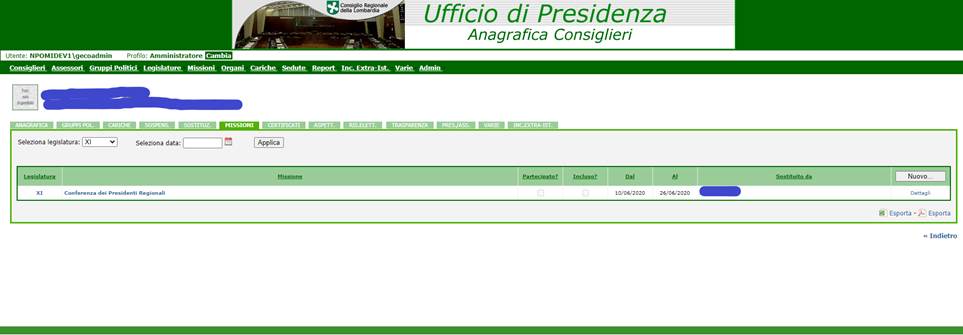 Consiglio Regionale
della Lombardia
Ufficio di Presidenza
Anagrafica Consiglieri
Utente: NPOMIDEV1\gecoadmin Profilo: Amministratore Cambia
Consiglieri Assessori Gruppi Politici Legislature Missioni Organi Cariche Sedute Report Inc. Extra-Ist. Varie Admin
ANAGRAFICA GRUPPI POL. CARICHE SOSPENS. SOSTITUZ. MISSIONI CERTIFICATI ASPETT. RIS.ELETT. TRASPARENZA PRES./ASS. VARIE INC.EXTRA-IST.
Seleziona legislatura: XI Seleziona data: Applica
Legislatura Missione Partecipato? Incluso? Dal Al Sostituito da Nuovo...
XI Conferenza dei Presidenti Regionali 10/06/2020 26/06/2020 Dettagli
Esporta - Esporta
« Indietro